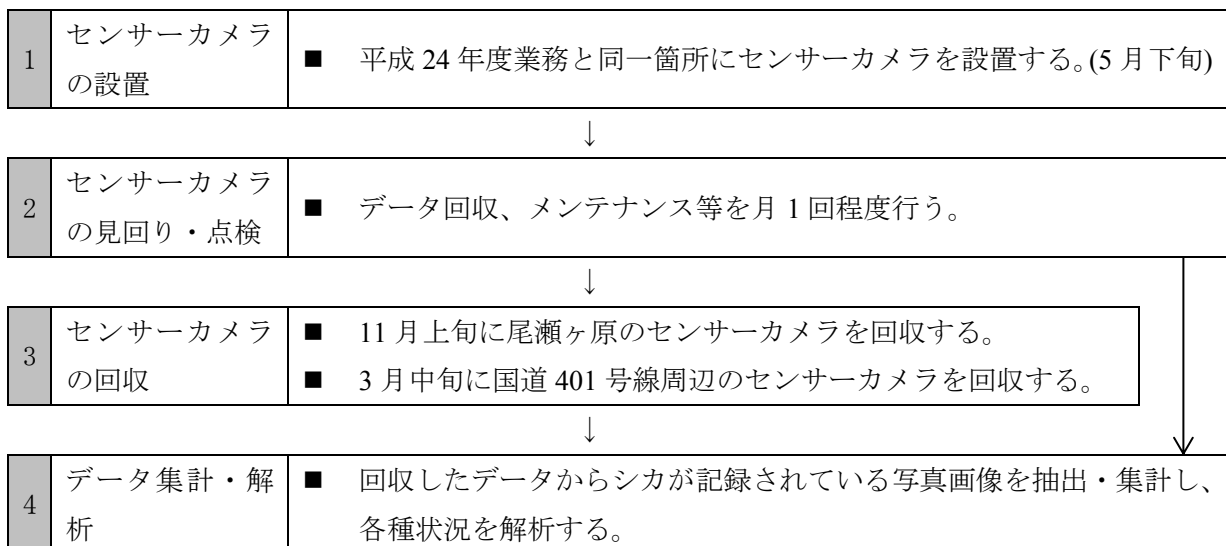 1
センサーカメラ
の設置
■ 平成 24 年度業務と同一箇所にセンサーカメラを設置する。(5 月下旬)
↓
2
センサーカメラ
の見回り・点検
■ データ回収、メンテナンス等を月 1 回程度行う。
↓
3
センサーカメラ
の回収
■ 11 月上旬に尾瀬ヶ原のセンサーカメラを回収する。
■ 3 月中旬に国道 401 号線周辺のセンサーカメラを回収する。
↓
4
データ集計・解
析
■ 回収したデータからシカが記録されている写真画像を抽出・集計し、
各種状況を解析する。